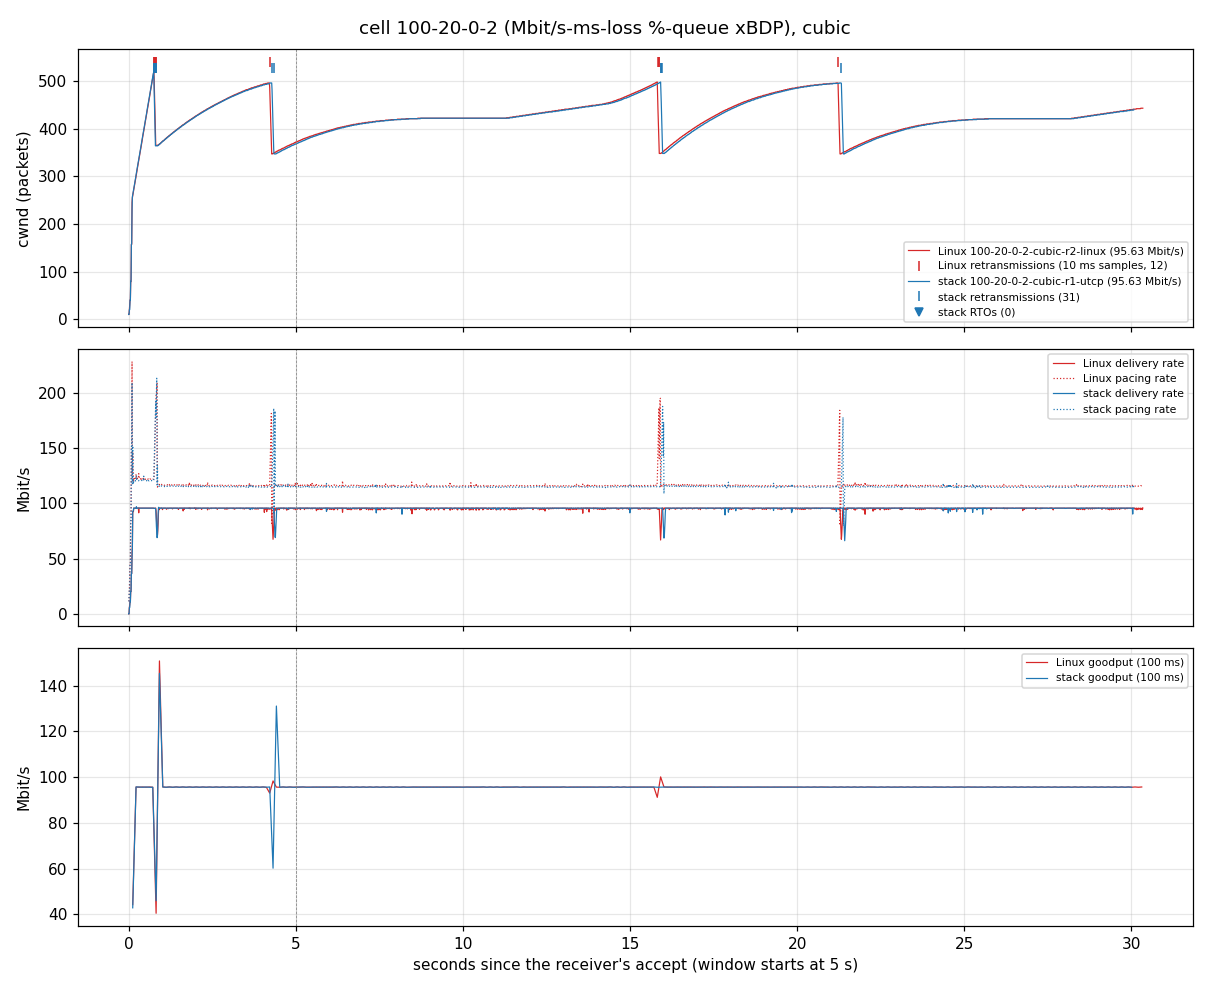 cell 100-20-0-2 (Mbit/s-ms-loss %-queue xBDP), cubic
500
400
300
200
100
0
cwnd (packets)
Linux 100-20-0-2-cubic-r2-linux (95.63 Mbit/s)
Linux retransmissions (10 ms samples, 12)
stack 100-20-0-2-cubic-r1-utcp (95.63 Mbit/s)
stack retransmissions (31)
stack RTOs (0)
200
150
100
50
0
Mbit/s
Linux delivery rate
Linux pacing rate
stack delivery rate
stack pacing rate
140
120
100
80
60
40
Mbit/s
Linux goodput (100 ms)
stack goodput (100 ms)
0 5 10 15 20 25 30
seconds since the receiver's accept (window starts at 5 s)